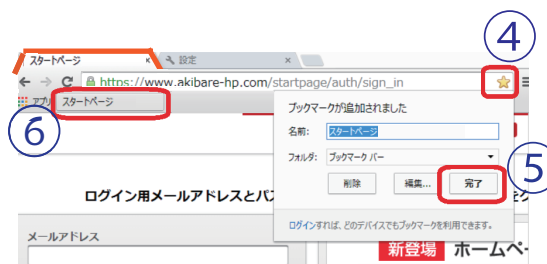 ④
スタートページ ×
設定 ×
https://www.akibare-hp.com/startpage/auth/sign_in
アプリ スタートページ
⑥
ブックマークが追加されました
名前: スタートページ
フォルダ: ブックマーク バー
削除 編集... 完了
⑤
ログインすれば、どのデバイスでもブックマークを利用できます。
ログイン用メールアドレスとパ
メールアドレス
新登場 ホームペー